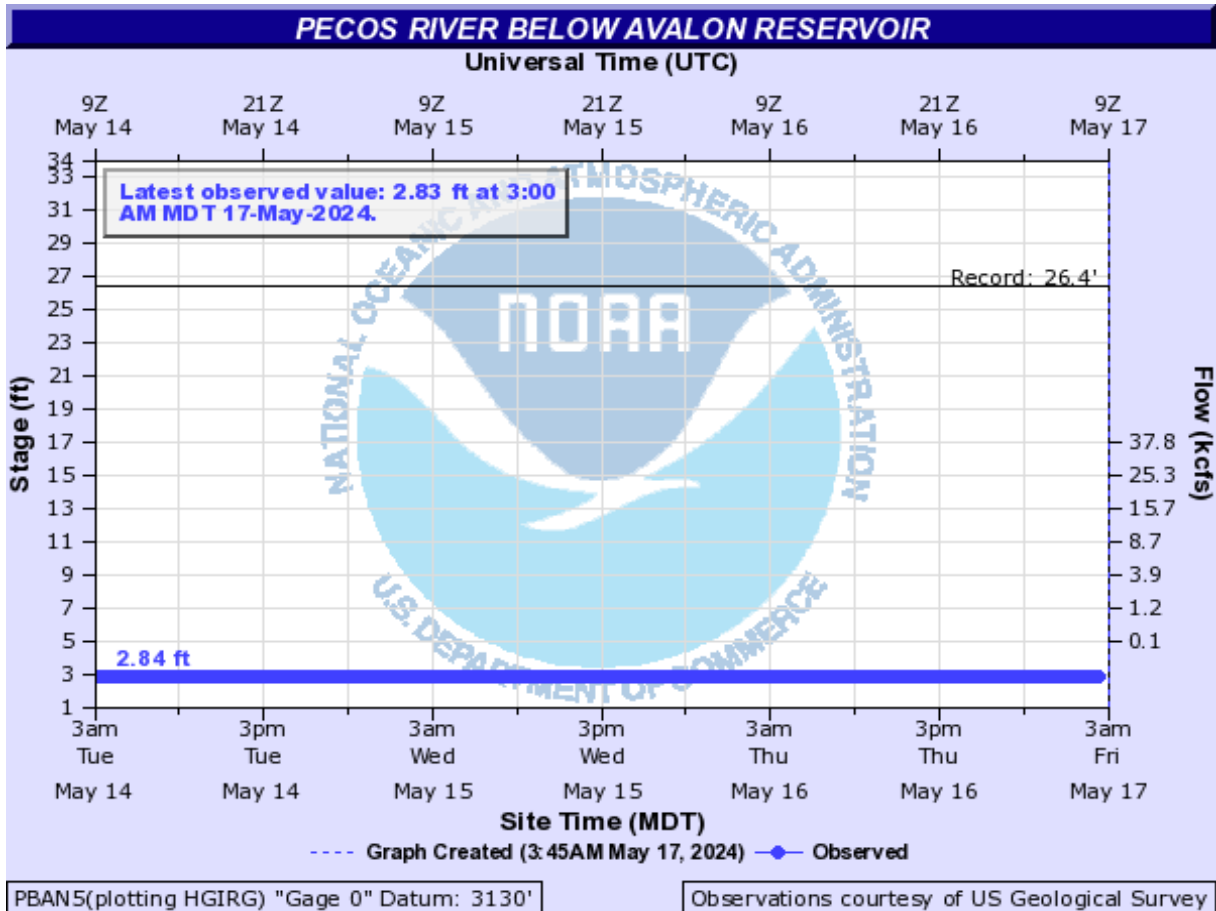 PECOS RIVER BELOW AVALON RESERVOIR
Universal Time (UTC)
9Z 21Z 9Z 21Z 9Z 21Z 9Z
May 14 May 14 May 15 May 15 May 16 May 16 May 17
34
33
31
29
27
25
23
21
19
17
15
13
11
9
7
5
3
1
Stage (ft)
Latest observed value: 2.83 ft at 3:00
AM MDT 17-May-2024.
Record: 26.4'
NATIONAL OCEANIC AND ATMOSPHERIC ADMINISTRATION
NOAA
U.S. DEPARTMENT OF COMMERCE
2.84 ft
37.8
25.3
15.7
8.7
3.9
1.2
0.1
Flow (kcfs)
3am 3pm 3am 3pm 3am 3pm 3am
Tue Tue Wed Wed Thu Thu Fri
May 14 May 14 May 15 May 15 May 16 May 16 May 17
Site Time (MDT)
---- Graph Created (3:45AM May 17, 2024) Observed
PBAN5(plotting HGIRG) "Gage 0" Datum: 3130'
Observations courtesy of US Geological Survey